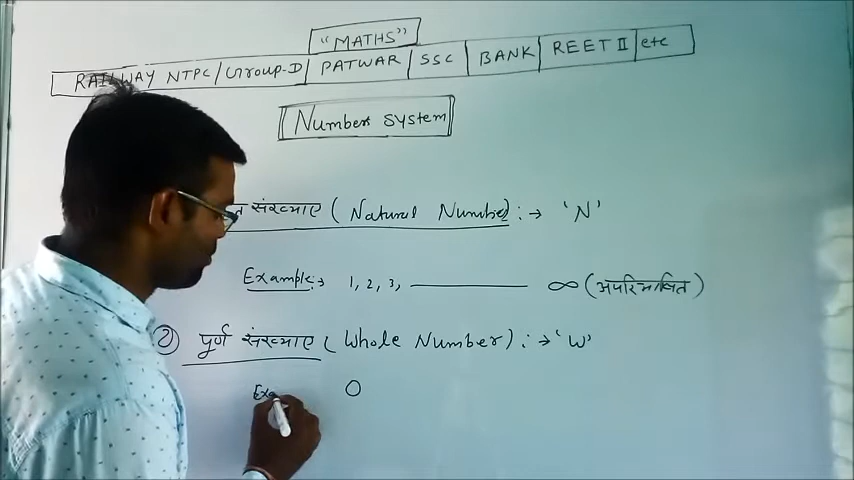 "MATHS"
RAILWAY NTPC/Group-D PATWAR SSC BANK REET II etc
Number system
संख्याए (Natural Number) :→ 'N'
Example :→ 1, 2, 3, ∞ (अपरिभाषित)
2) पूर्ण संख्याए (Whole Number) :→ 'W'
Exa 0